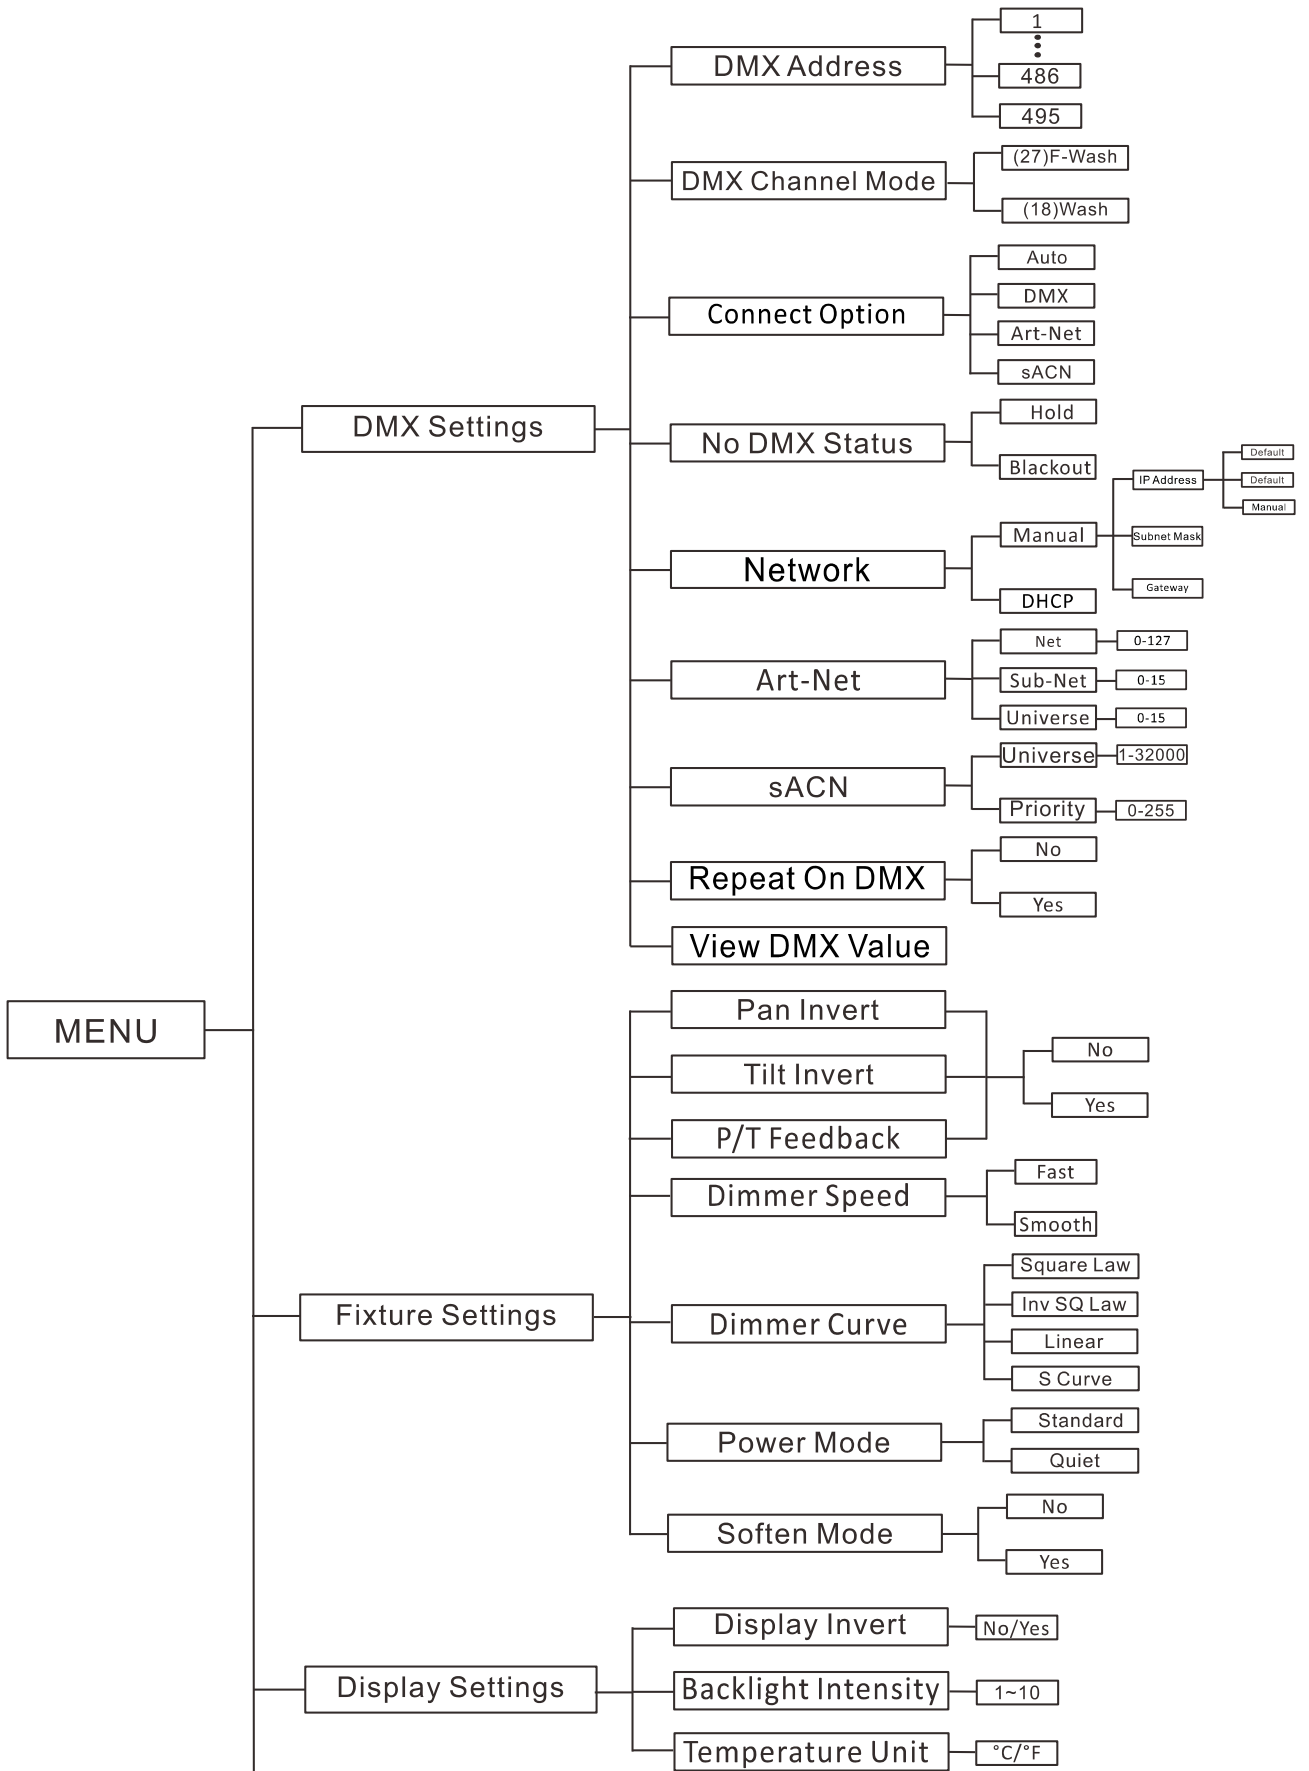 MENU
DMX Settings
DMX Address
1
486
495
DMX Channel Mode
(27)F-Wash
(18)Wash
Connect Option
Auto
DMX
Art-Net
sACN
No DMX Status
Hold
Blackout
Network
Manual
IP Address
Default
Default
Manual
Subnet Mask
Gateway
DHCP
Art-Net
Net
0-127
Sub-Net
0-15
Universe
0-15
sACN
Universe
1-32000
Priority
0-255
Repeat On DMX
No
Yes
View DMX Value
Fixture Settings
Pan Invert
Tilt Invert
P/T Feedback
No
Yes
Dimmer Speed
Fast
Smooth
Dimmer Curve
Square Law
Inv SQ Law
Linear
S Curve
Power Mode
Standard
Quiet
Soften Mode
No
Yes
Display Settings
Display Invert
No/Yes
Backlight Intensity
1~10
Temperature Unit
°C/°F